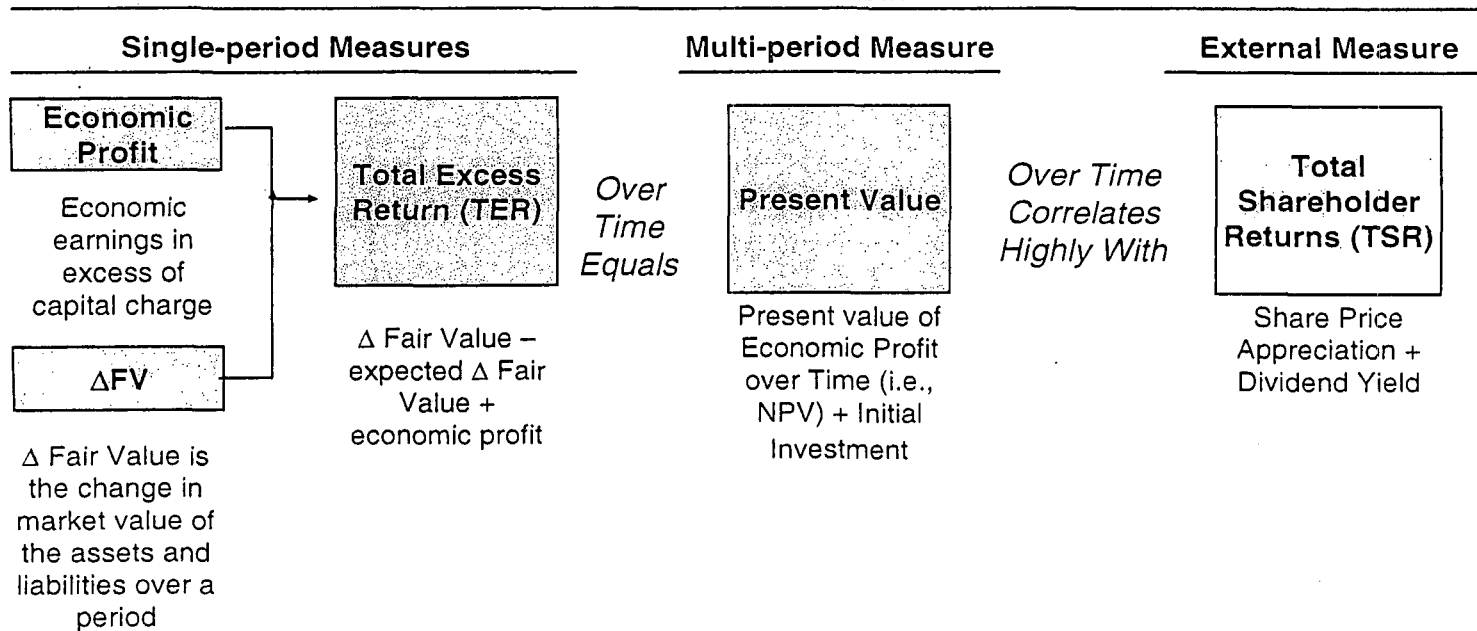 Single-period Measures
Multi-period Measure
External Measure
Economic
Profit
Economic
earnings in
excess of
capital charge
ΔFV
Δ Fair Value is
the change in
market value of
the assets and
liabilities over a
period
Total Excess
Return (TER)
Δ Fair Value –
expected Δ Fair
Value +
economic profit
Over
Time
Equals
Present Value
Present value of
Economic Profit
over Time (i.e.,
NPV) + Initial
Investment
Over Time
Correlates
Highly With
Total
Shareholder
Returns (TSR)
Share Price
Appreciation +
Dividend Yield